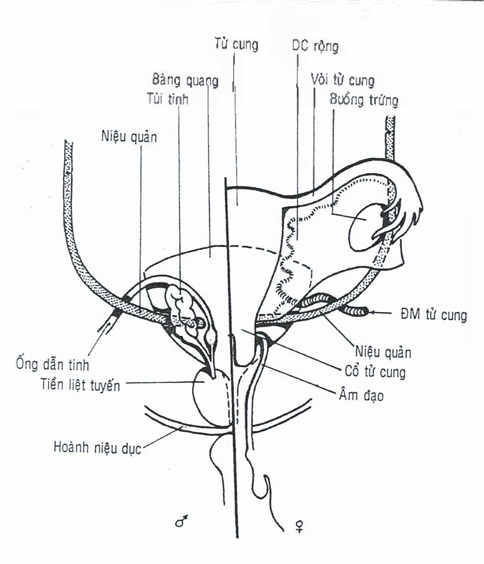 Tử cung
DC rộng
Bàng quang
Vòi tử cung
Túi tinh
Buồng trứng
Niệu quản
ĐM tử cung
Niệu quản
Ống dẫn tinh
Cổ tử cung
Tiền liệt tuyến
Âm đạo
Hoành niệu dục
♂
♀